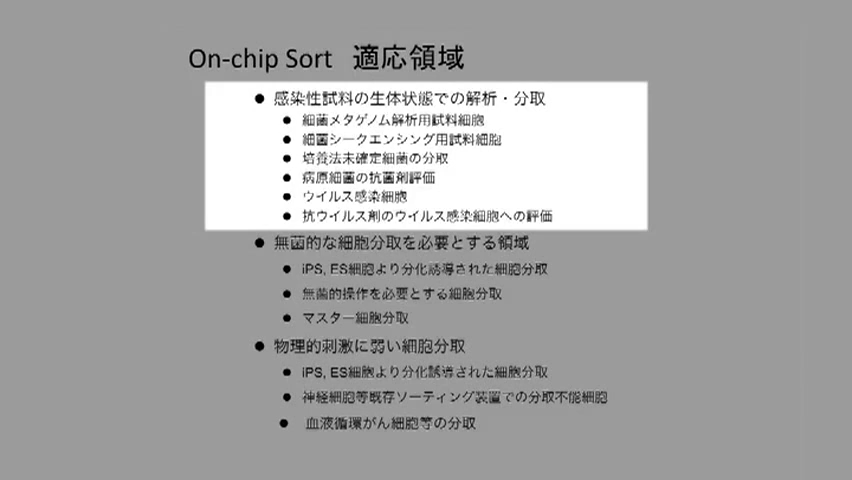 On-chip Sort 適応領域
● 感染性試料の生体状態での解析・分取
● 細菌メタゲノム解析用試料細胞
● 細菌シークエンシング用試料細胞
● 培養法未確定細菌の分取
● 病原細菌の抗菌剤評価
● ウイルス感染細胞
● 抗ウイルス剤のウイルス感染細胞への評価
● 無菌的な細胞分取を必要とする領域
● iPS, ES細胞より分化誘導された細胞分取
● 無菌的操作を必要とする細胞分取
● マスター細胞分取
● 物理的刺激に弱い細胞分取
● iPS, ES細胞より分化誘導された細胞分取
● 神経細胞等既存ソーティング装置での分取不能細胞
● 血液循環がん細胞等の分取